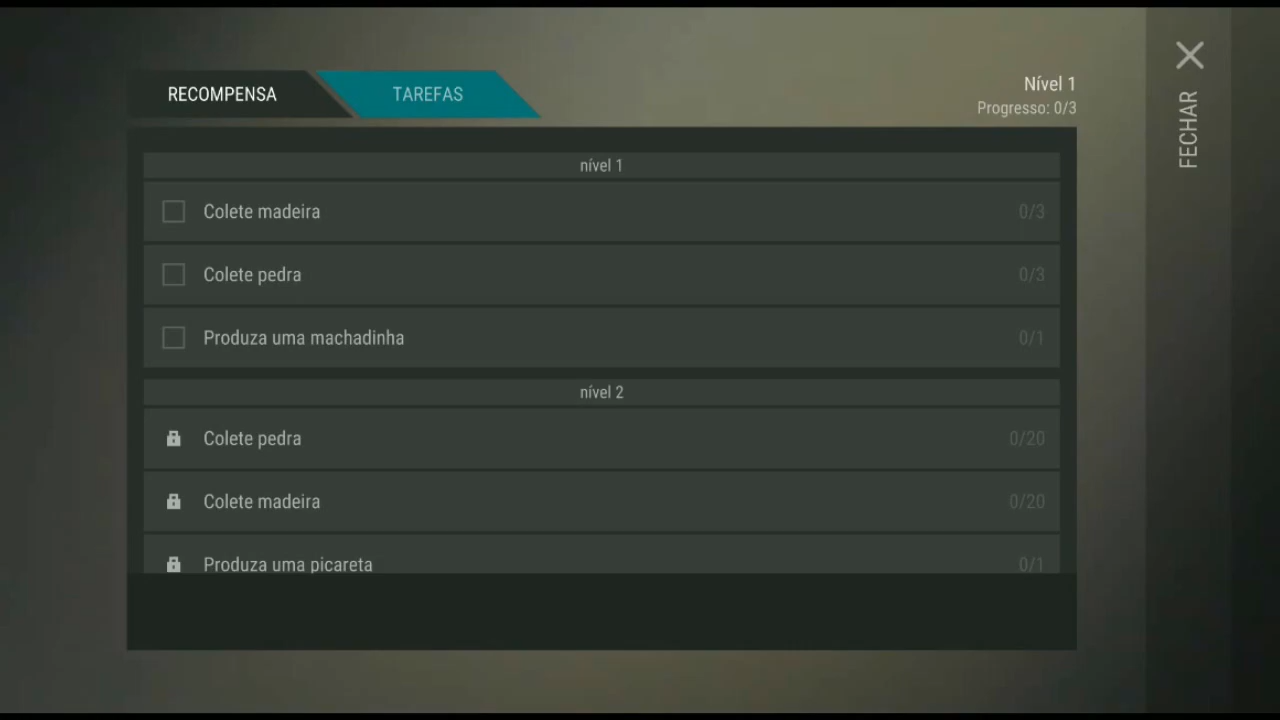 RECOMPENSA
TAREFAS
Nível 1
Progresso: 0/3
FECHAR
nível 1
Colete madeira 0/3
Colete pedra 0/3
Produza uma machadinha 0/1
nível 2
Colete pedra 0/20
Colete madeira 0/20
Produza uma picareta 0/1